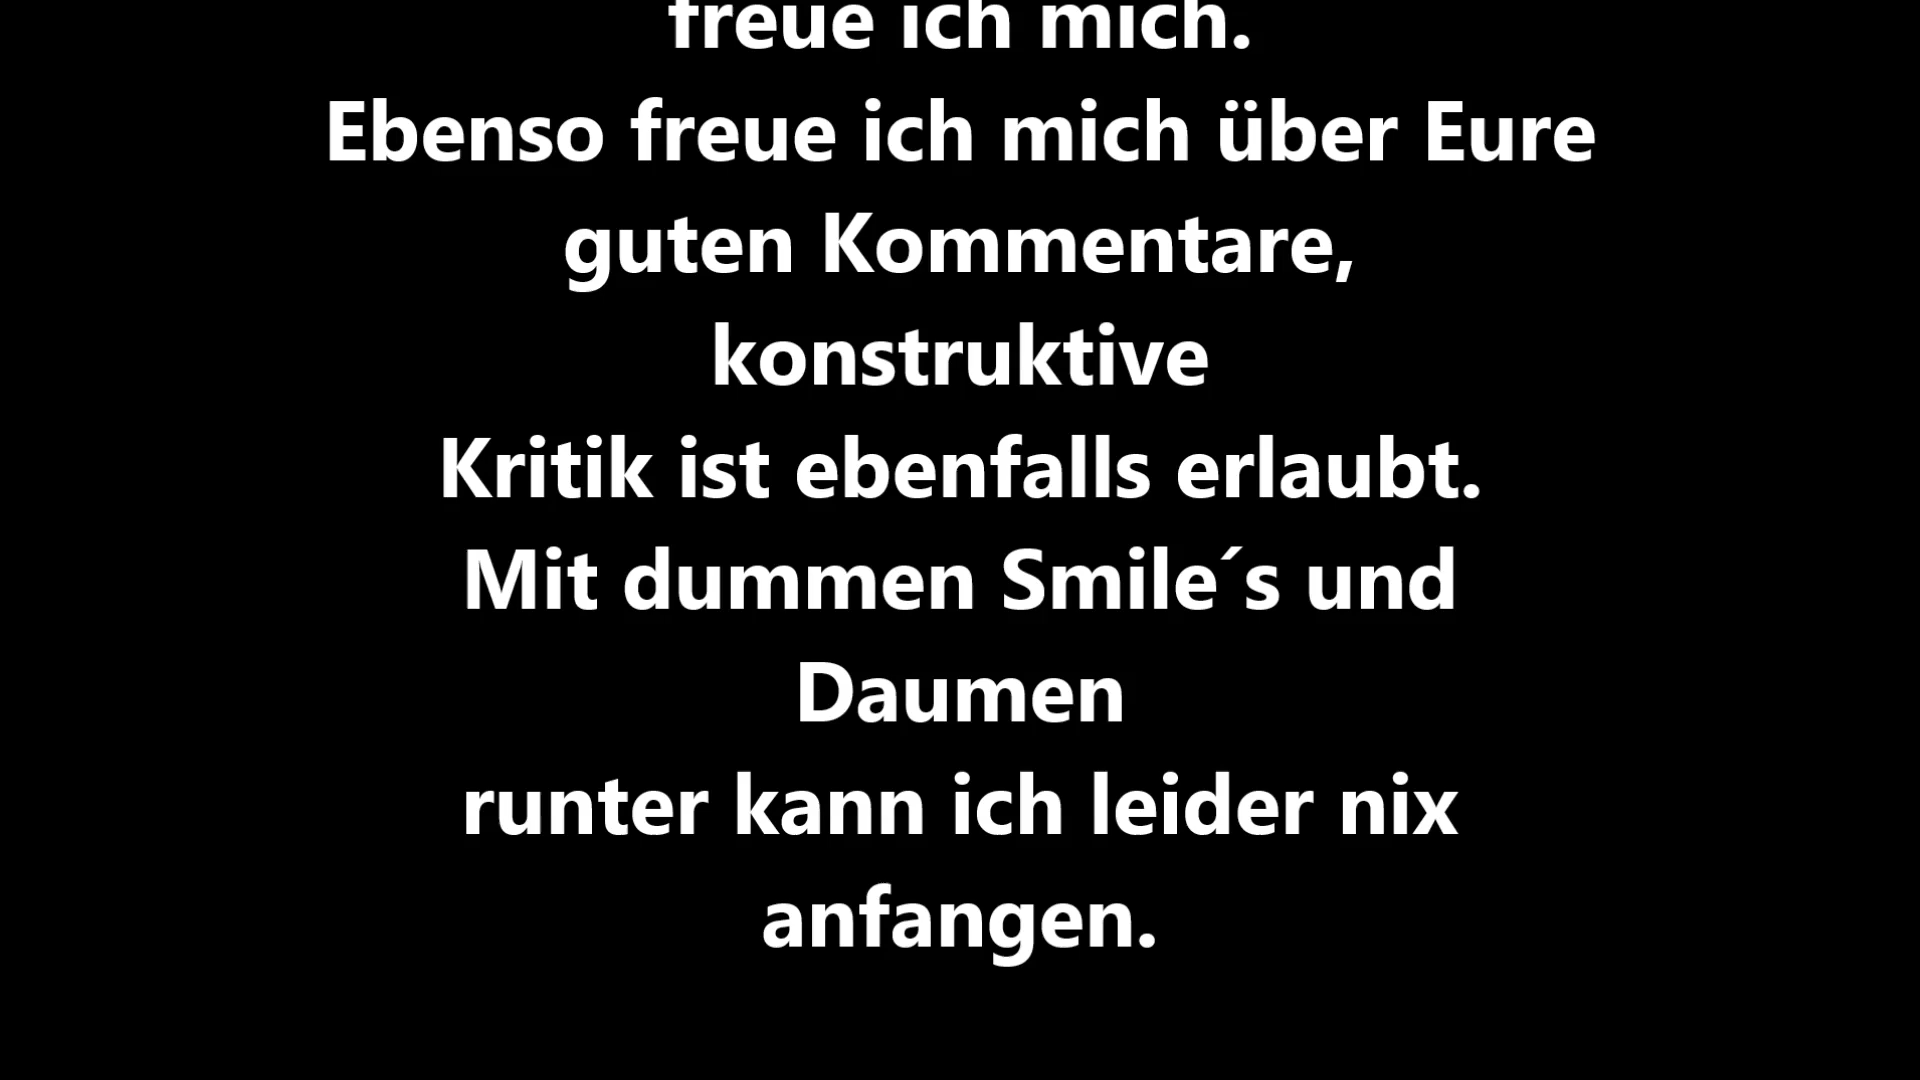 freue ich mich.
Ebenso freue ich mich über Eure
guten Kommentare,
konstruktive
Kritik ist ebenfalls erlaubt.
Mit dummen Smile´s und
Daumen
runter kann ich leider nix
anfangen.